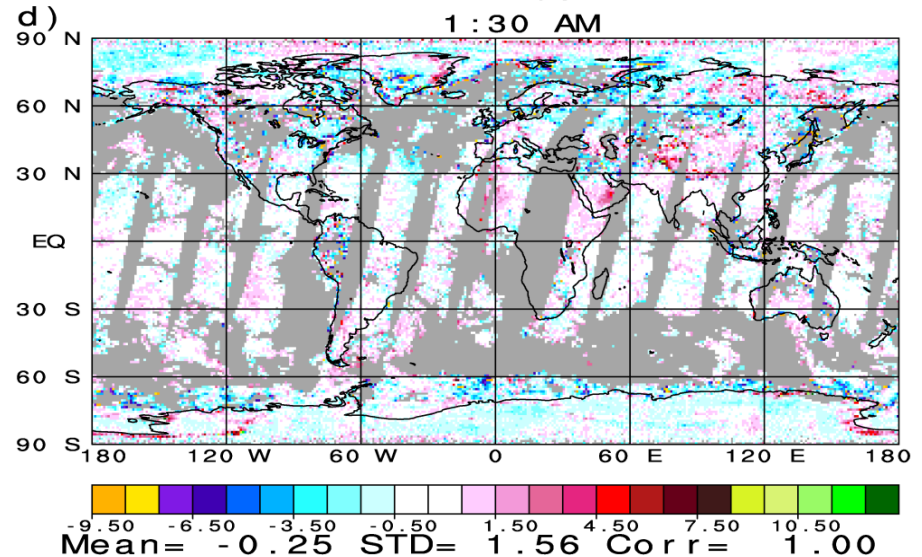 d)
1:30 AM
90 N
60 N
30 N
EQ
30 S
60 S
90 S
180 120 W 60 W 0 60 E 120 E 180
-9.50 -6.50 -3.50 -0.50 1.50 4.50 7.50 10.50
Mean= -0.25 STD= 1.56 Corr= 1.00